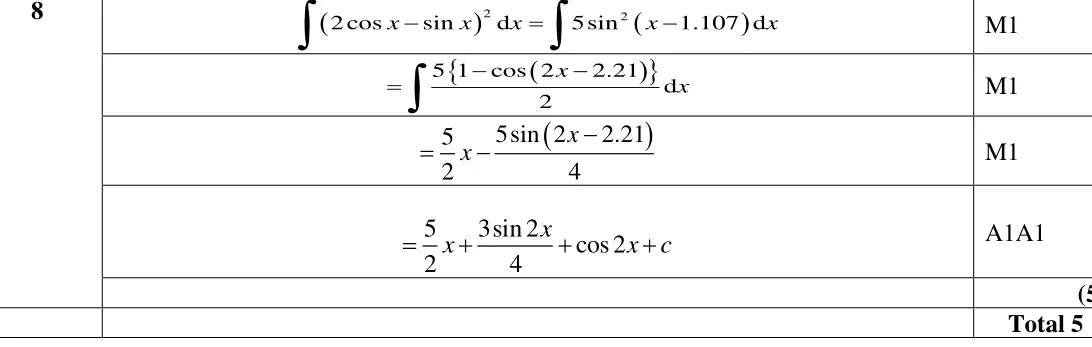 8
∫(2cos x − sin x)² dx = ∫5sin²(x − 1.107)dx M1
= ∫ 5{1 − cos(2x − 2.21)}/2 dx M1
= 5/2 x − 5sin(2x − 2.21)/4 M1
= 5/2 x + 3sin 2x/4 + cos 2x + c A1A1
(5
Total 5